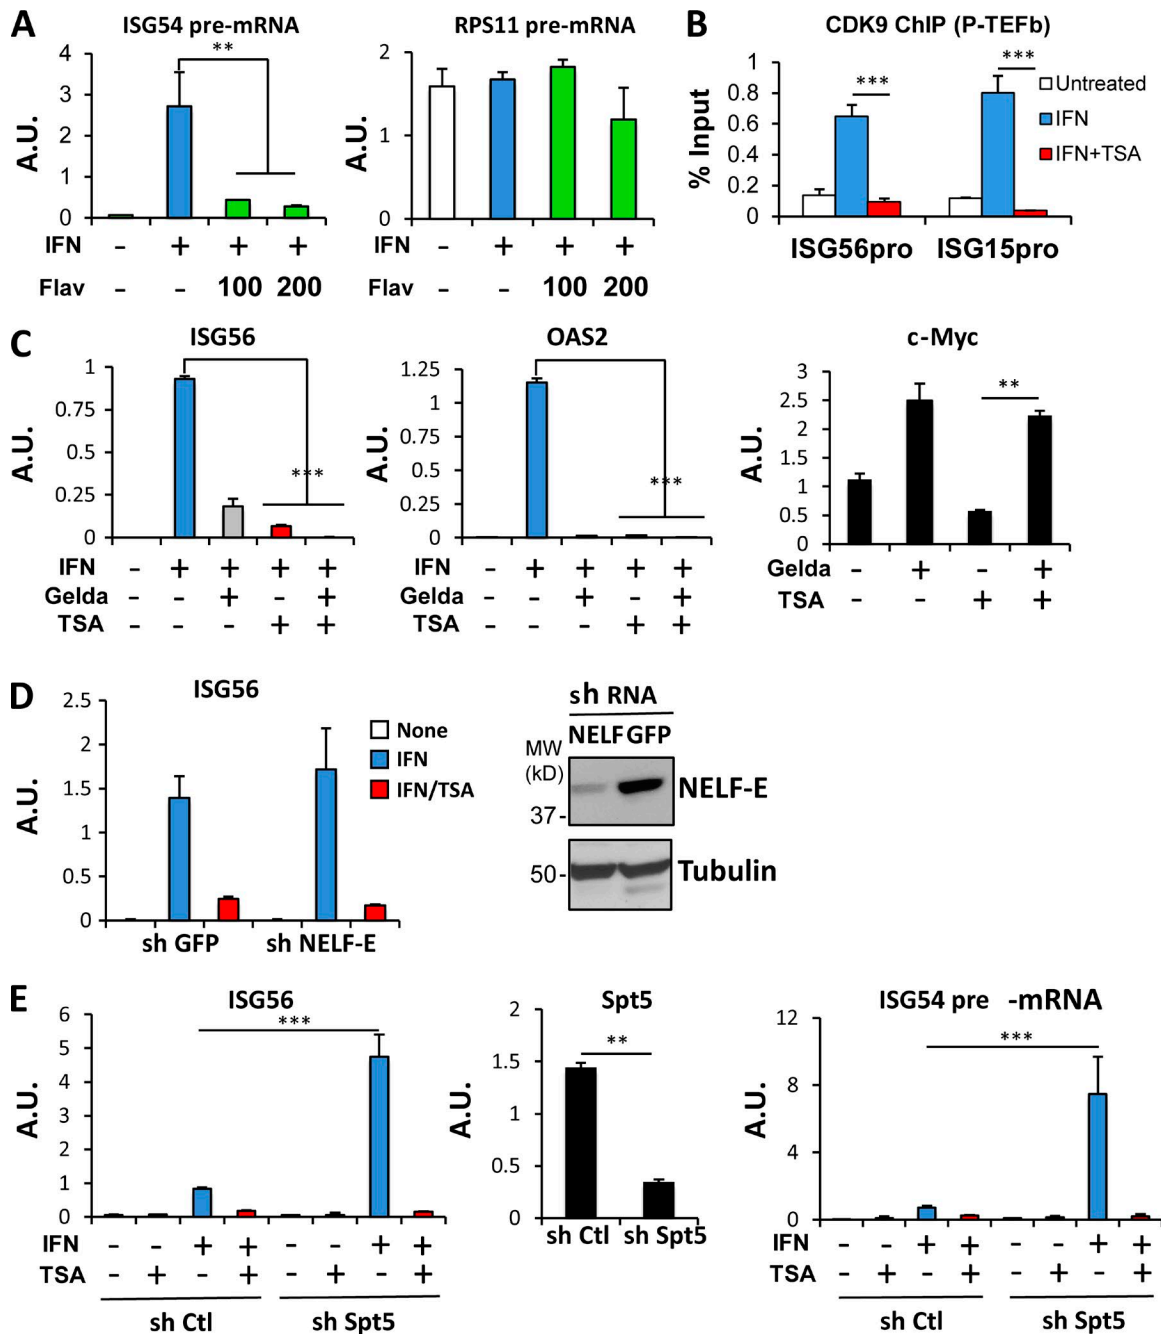 A
ISG54 pre-mRNA
**
A.U.
4
3
2
1
0
IFN - + + +
Flav - - 100 200
RPS11 pre-mRNA
A.U.
2
1
0
IFN - + + +
Flav - - 100 200
B
CDK9 ChIP (P-TEFb)
% Input
1
0.8
0.6
0.4
0.2
0
***
***
Untreated
IFN
IFN+TSA
ISG56pro ISG15pro
C
ISG56
A.U.
1
0.75
0.5
0.25
0
***
IFN - + + + +
Gelda - - + - +
TSA - - - + +
OAS2
A.U.
1.25
1
0.75
0.5
0.25
0
***
IFN - + + + +
Gelda - - + - +
TSA - - - + +
c-Myc
A.U.
3
2.5
2
1.5
1
0.5
0
**
Gelda - + - +
TSA - - + +
D
ISG56
A.U.
2.5
2
1.5
1
0.5
0
None
IFN
IFN/TSA
sh GFP sh NELF-E
sh RNA
NELF GFP
MW
(kD)
37 -
NELF-E
50 -
Tubulin
E
ISG56
A.U.
6
5
4
3
2
1
0
***
IFN - - + + - - + +
TSA - + - + - + - +
sh Ctl sh Spt5
Spt5
A.U.
2
1.5
1
0.5
0
**
sh Ctl sh Spt5
ISG54 pre -mRNA
A.U.
12
8
4
0
***
IFN - - + + - - + +
TSA - + - + - + - +
sh Ctl sh Spt5